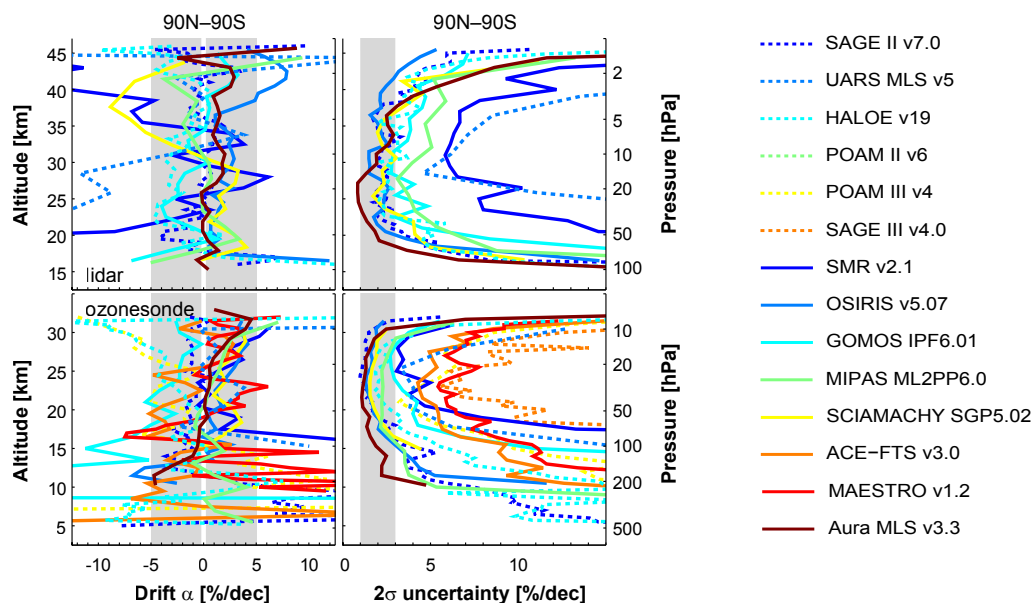 90N–90S 90N–90S
45
40
35
30
25
20
15
Altitude [km]
lidar
2
5
10
20
50
100
Pressure [hPa]
ozonesonde
30
25
20
15
10
5
Altitude [km]
10
20
50
100
200
500
Pressure [hPa]
-10 -5 0 5 10
0 5 10
Drift α [%/dec] 2σ uncertainty [%/dec]
SAGE II v7.0
UARS MLS v5
HALOE v19
POAM II v6
POAM III v4
SAGE III v4.0
SMR v2.1
OSIRIS v5.07
GOMOS IPF6.01
MIPAS ML2PP6.0
SCIAMACHY SGP5.02
ACE−FTS v3.0
MAESTRO v1.2
Aura MLS v3.3